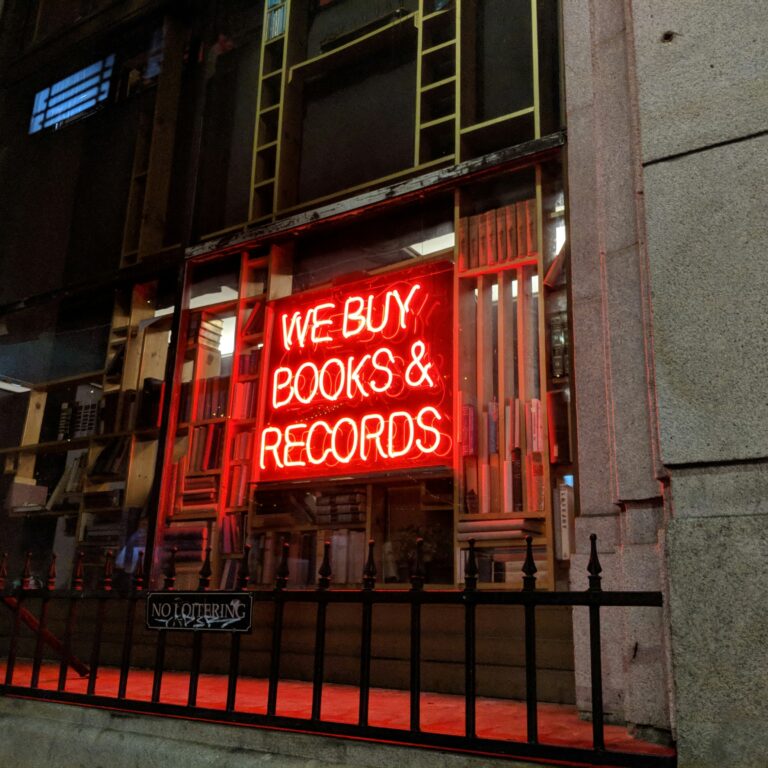 WE BUY
BOOKS &
RECORDS
NO LOITERING